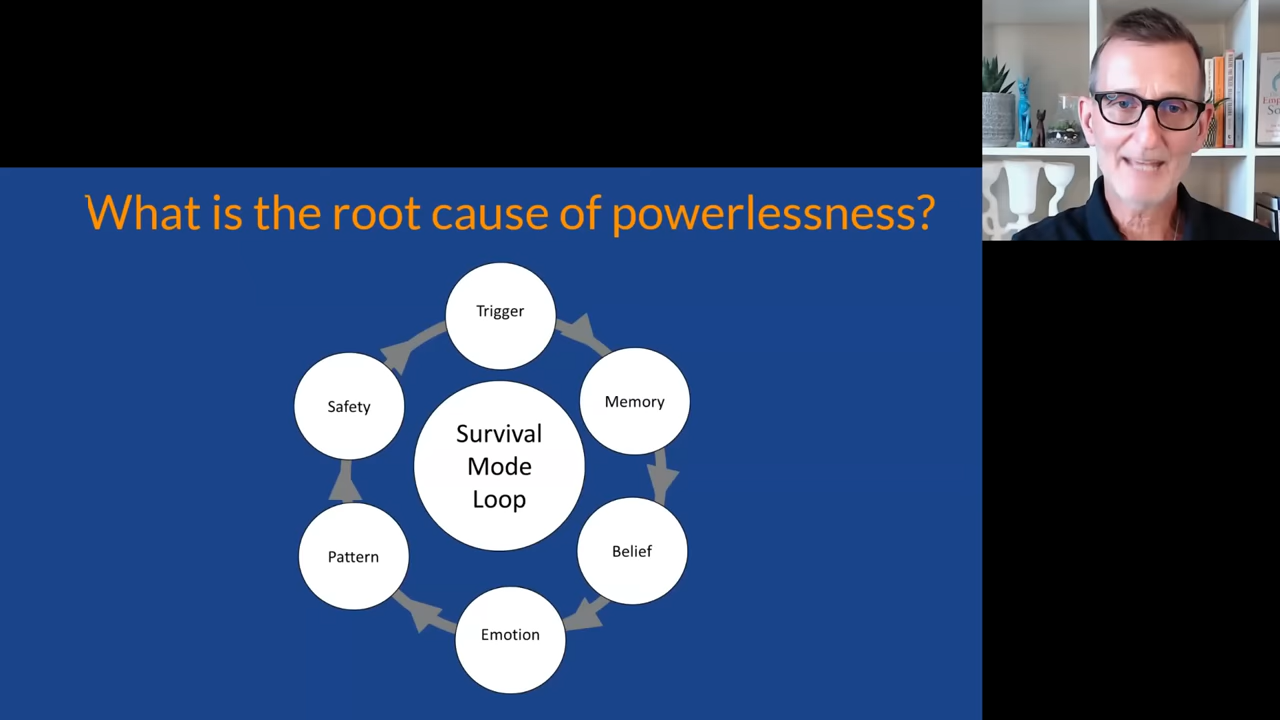 What is the root cause of powerlessness?
Trigger
Memory
Belief
Emotion
Pattern
Safety
Survival
Mode
Loop